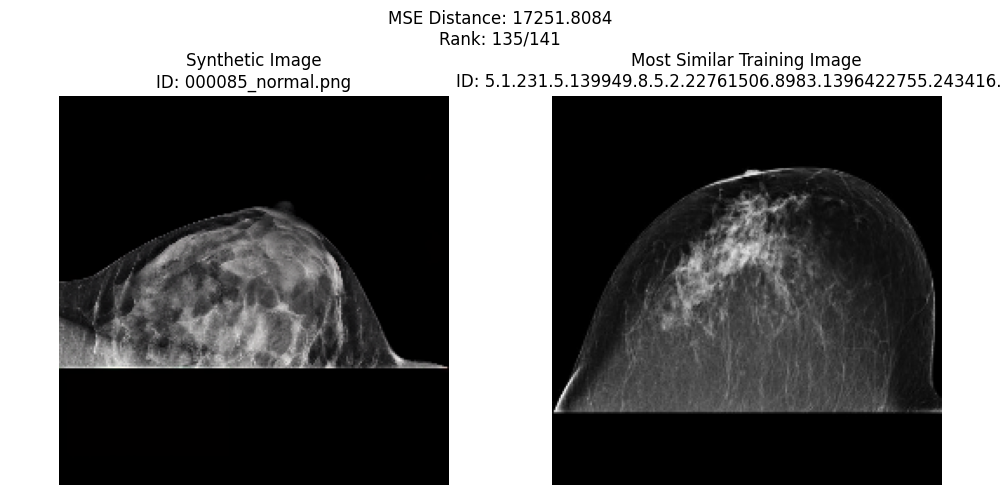 MSE Distance: 17251.8084
Rank: 135/141
Synthetic Image
ID: 000085_normal.png
Most Similar Training Image
ID: 5.1.231.5.139949.8.5.2.22761506.8983.1396422755.243416.